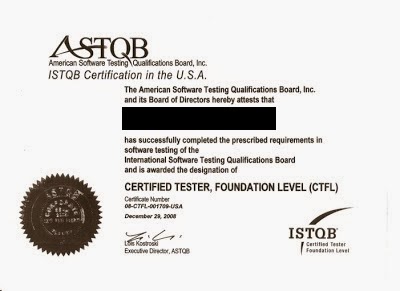 ASTQB
American Software Testing Qualifications Board, Inc.
ISTQB Certification in the U.S.A.
The American Software Testing Qualifications Board, Inc.
and its Board of Directors hereby attests that
has successfully completed the prescribed requirements in
software testing of the
International Software Testing Qualifications Board
and is awarded the designation of
CERTIFIED TESTER, FOUNDATION LEVEL (CTFL)
Certificate Number
08-CTFL-001709-USA
December 29, 2008
Lois Kostroski
Executive Director, ASTQB
ISTQB®
Certified Tester
Foundation Level